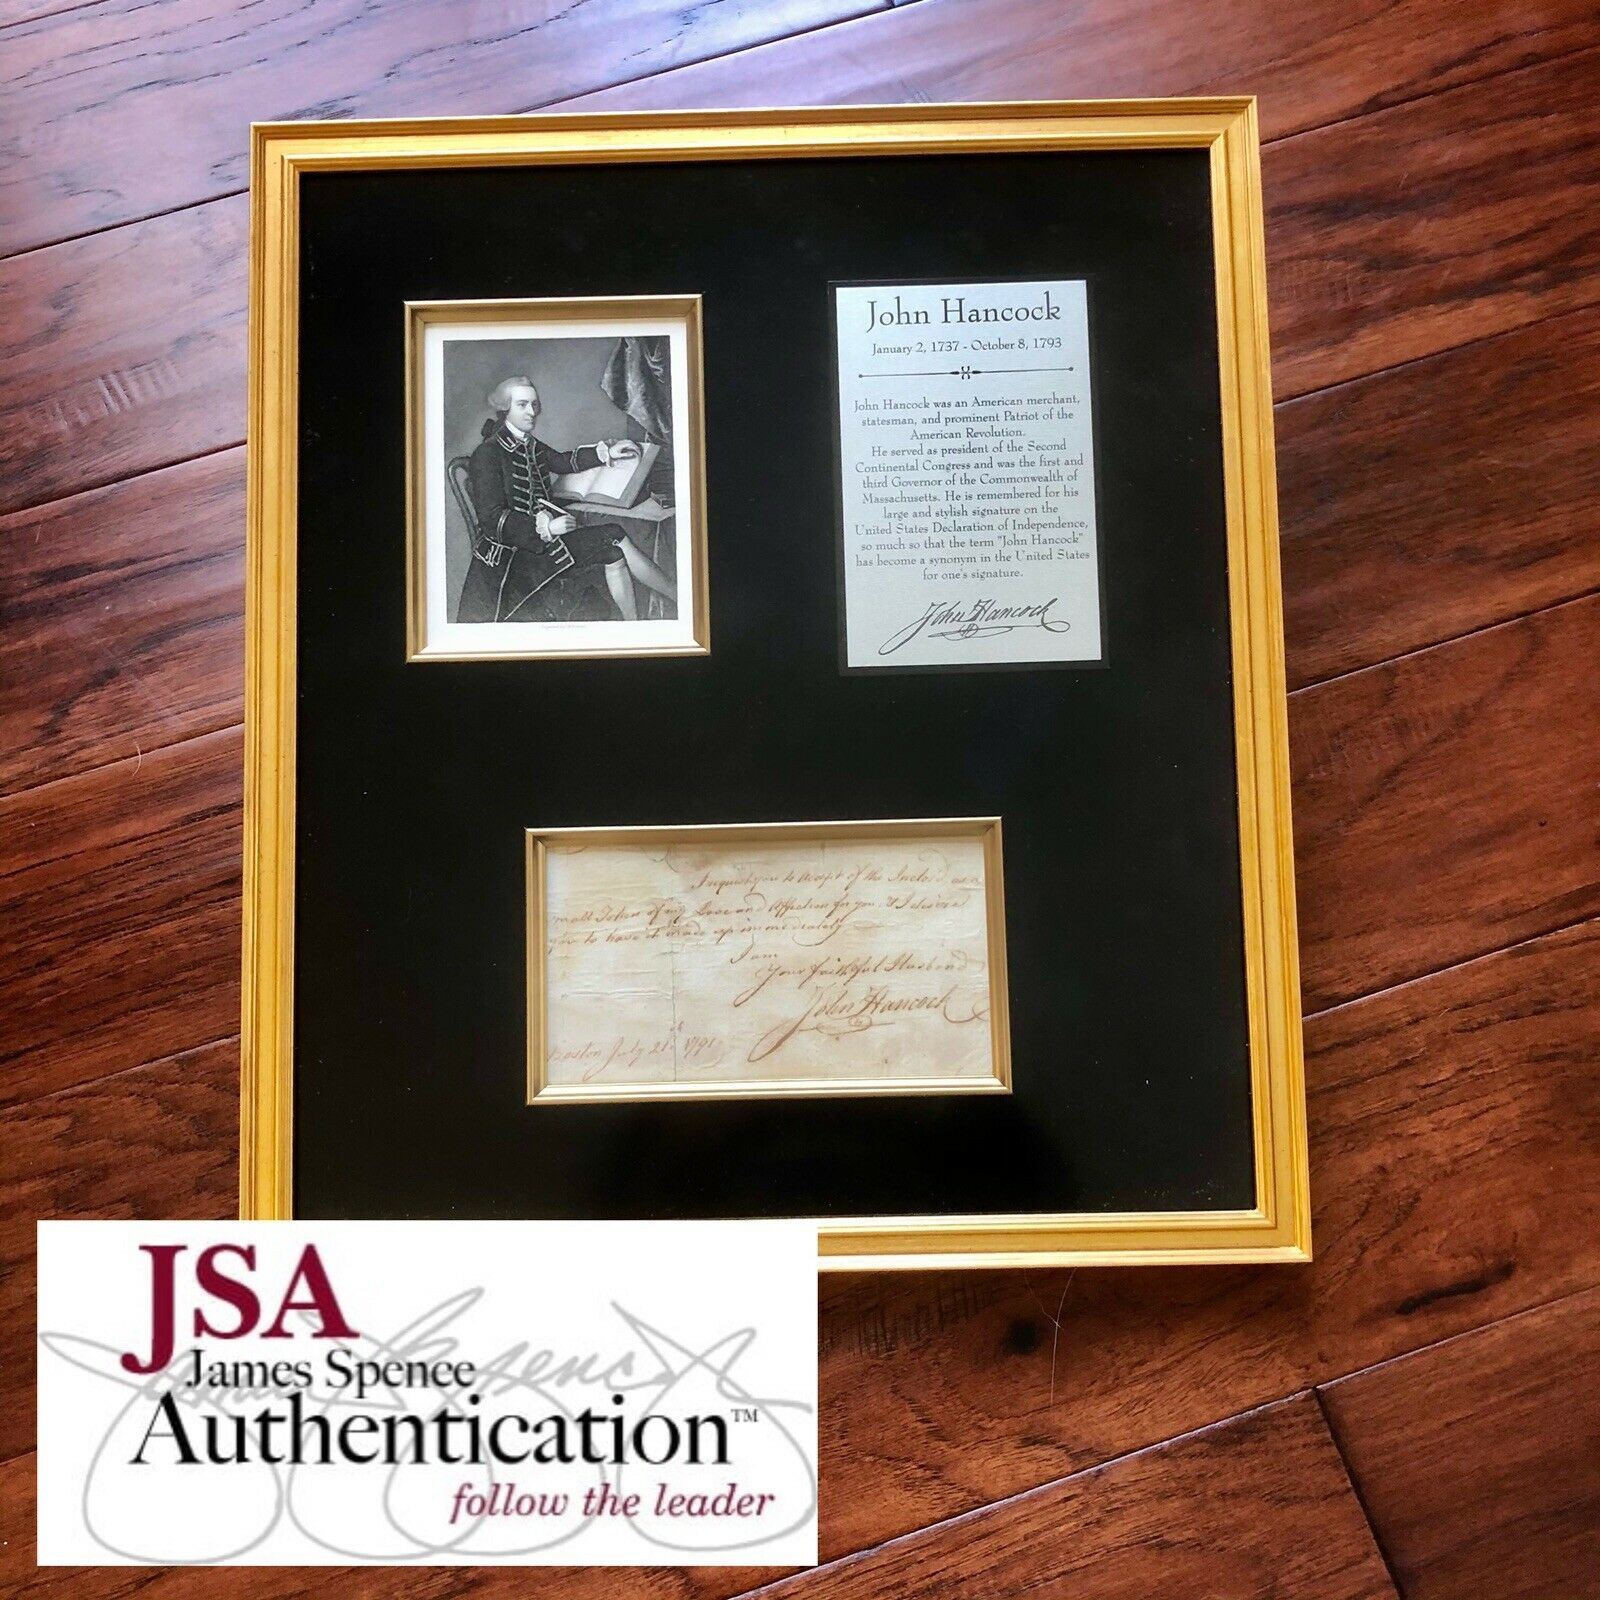 John Hancock
January 2, 1737 - October 8, 1793
John Hancock was an American merchant,
statesman, and prominent Patriot of the
American Revolution.
He served as president of the Second
Continental Congress and was the first and
third Governor of the Commonwealth of
Massachusetts. He is remembered for his
large and stylish signature on the
United States Declaration of Independence,
so much so that the term "John Hancock"
has become a synonym in the United States
for one's signature.
John Hancock
I request you to accept of the Inclos'd as a
small Token of my Love and Affection for you & I desire
you to have it made up immediately
I am
Your faithful Husband
John Hancock
Boston July 21st 1791
JSA
James Spence
Authentication™
follow the leader
James Spence